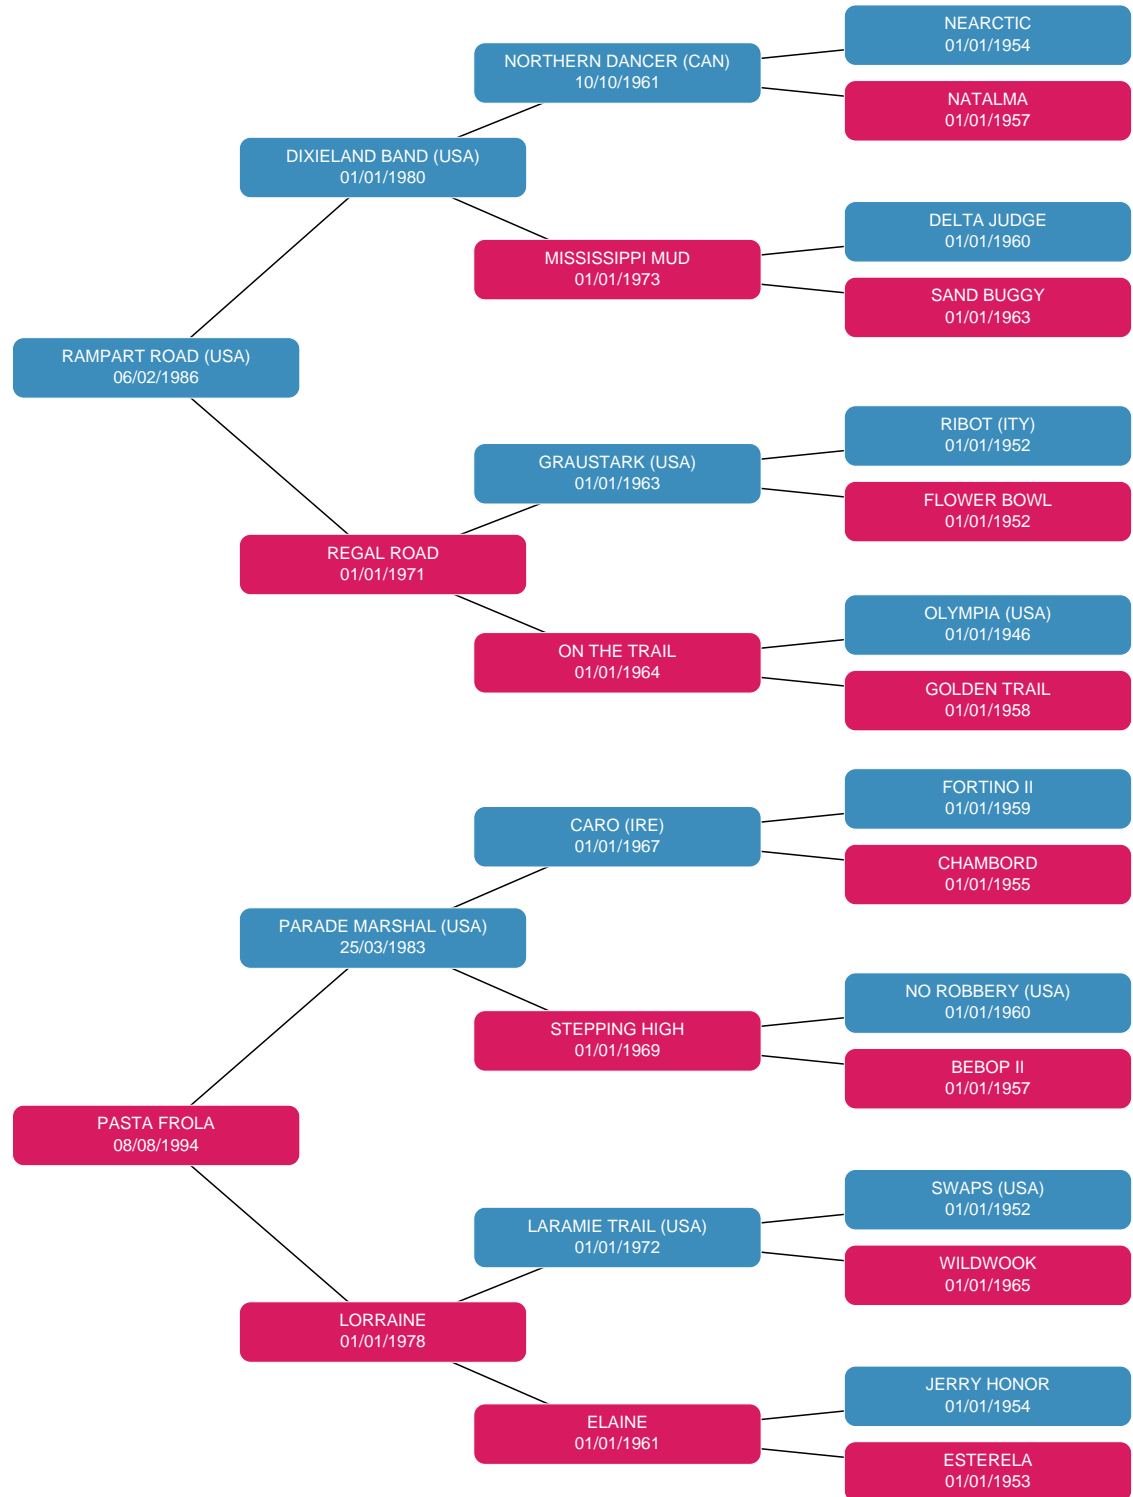 NEARCTIC
01/01/1954
NORTHERN DANCER (CAN)
10/10/1961
NATALMA
01/01/1957
DIXIELAND BAND (USA)
01/01/1980
DELTA JUDGE
01/01/1960
MISSISSIPPI MUD
01/01/1973
SAND BUGGY
01/01/1963
RAMPART ROAD (USA)
06/02/1986
RIBOT (ITY)
01/01/1952
GRAUSTARK (USA)
01/01/1963
FLOWER BOWL
01/01/1952
REGAL ROAD
01/01/1971
OLYMPIA (USA)
01/01/1946
ON THE TRAIL
01/01/1964
GOLDEN TRAIL
01/01/1958
FORTINO II
01/01/1959
CARO (IRE)
01/01/1967
CHAMBORD
01/01/1955
PARADE MARSHAL (USA)
25/03/1983
NO ROBBERY (USA)
01/01/1960
STEPPING HIGH
01/01/1969
BEBOP II
01/01/1957
PASTA FROLA
08/08/1994
SWAPS (USA)
01/01/1952
LARAMIE TRAIL (USA)
01/01/1972
WILDWOOK
01/01/1965
LORRAINE
01/01/1978
JERRY HONOR
01/01/1954
ELAINE
01/01/1961
ESTERELA
01/01/1953